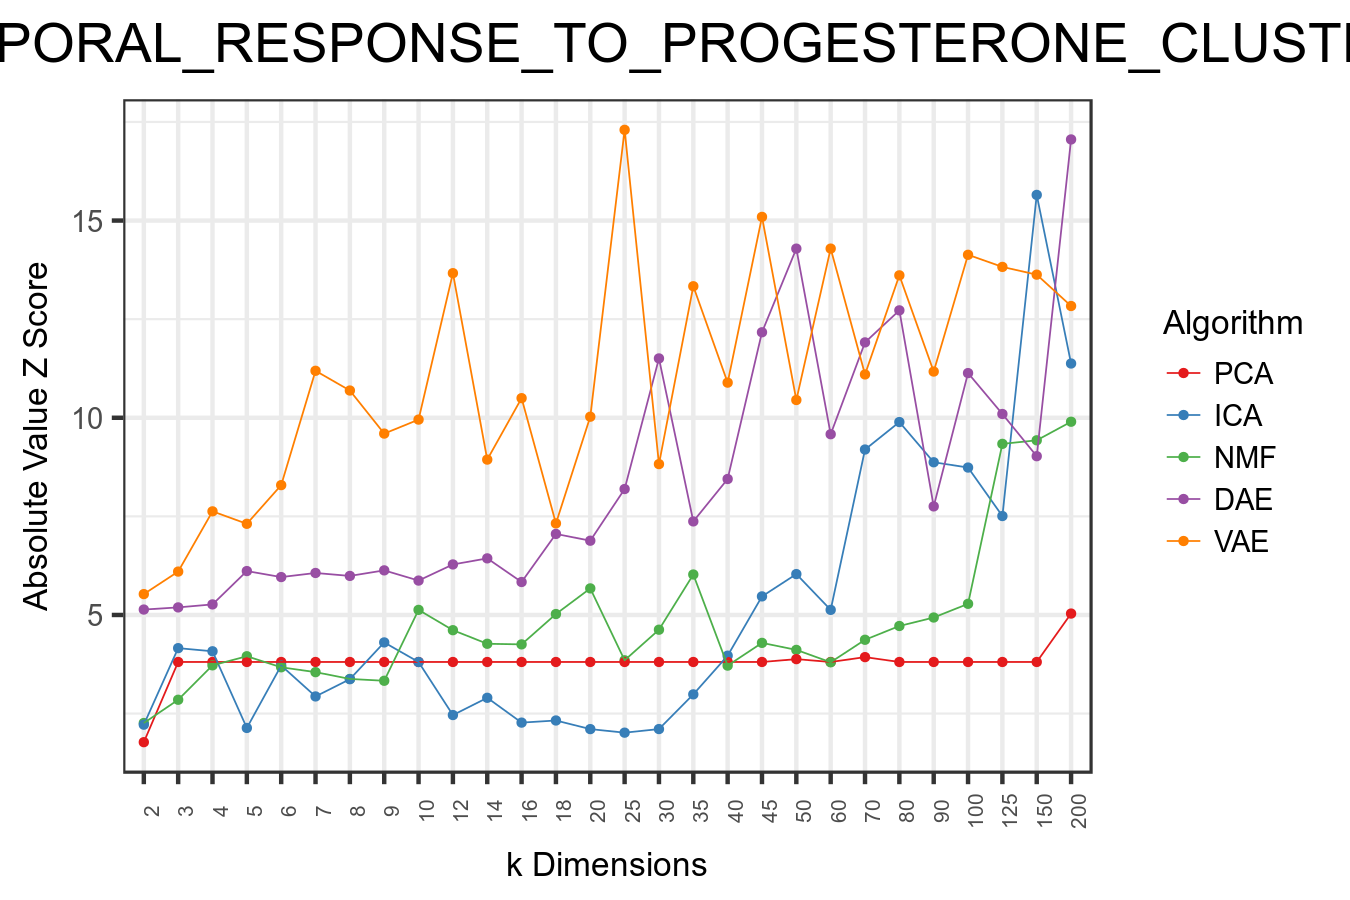 PORAL_RESPONSE_TO_PROGESTERONE_CLUST
Absolute Value Z Score
15
10
5
2 3 4 5 6 7 8 9 10 12 14 16 18 20 25 30 35 40 45 50 60 70 80 90 100 125 150 200
k Dimensions
Algorithm
PCA
ICA
NMF
DAE
VAE